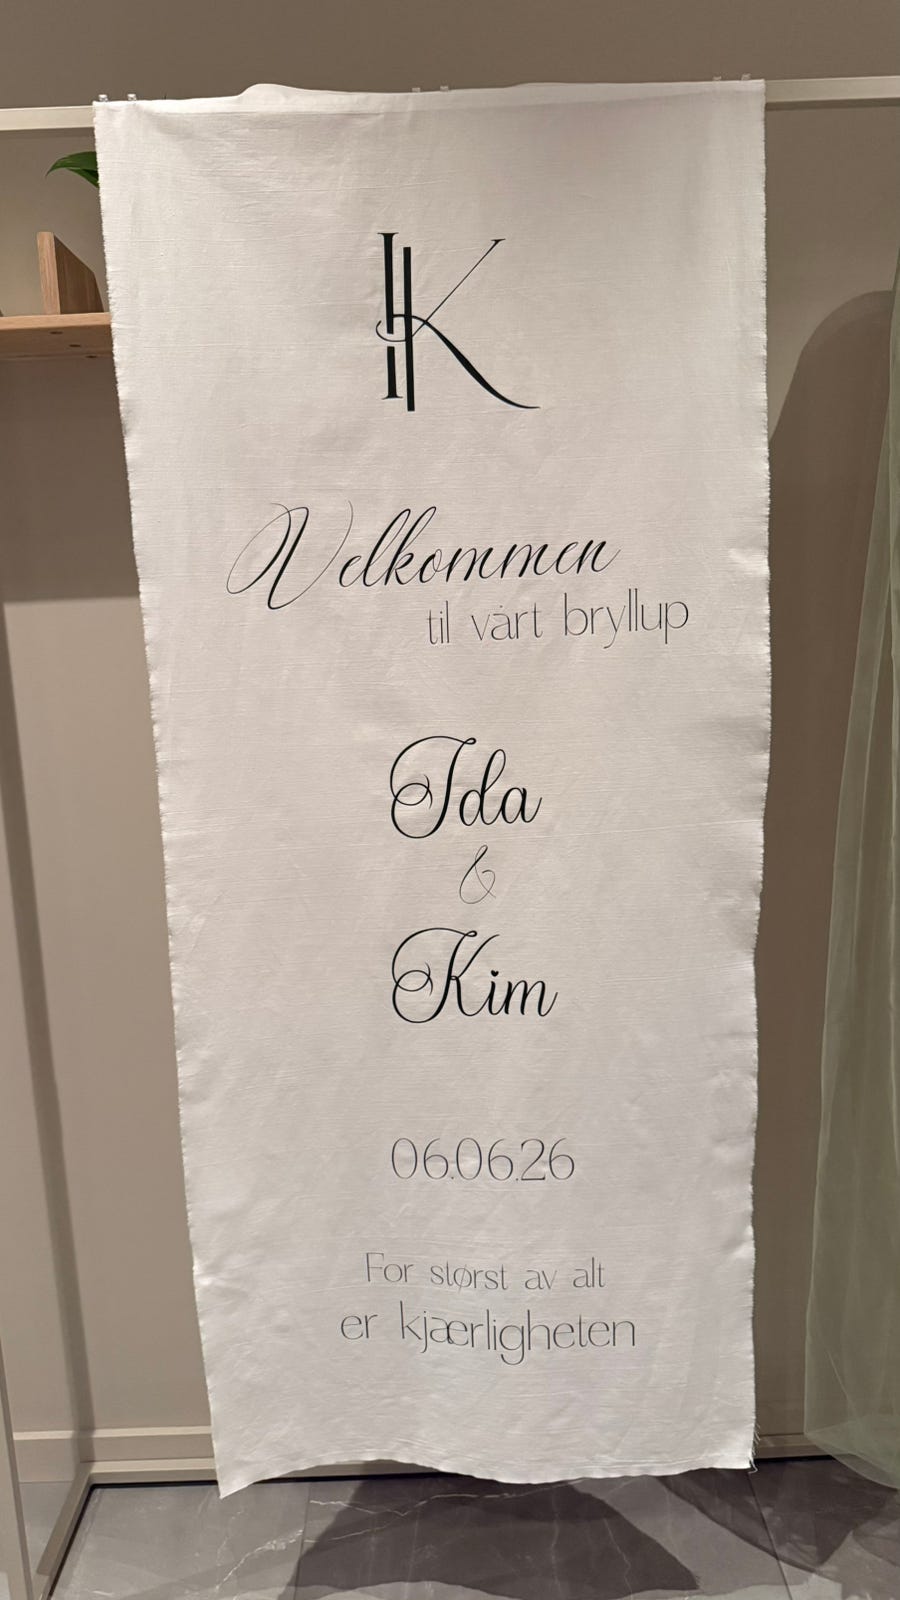 IK
Velkommen
til vårt bryllup
Ida
&
Kim
06.06.26
For størst av alt
er kjærligheten